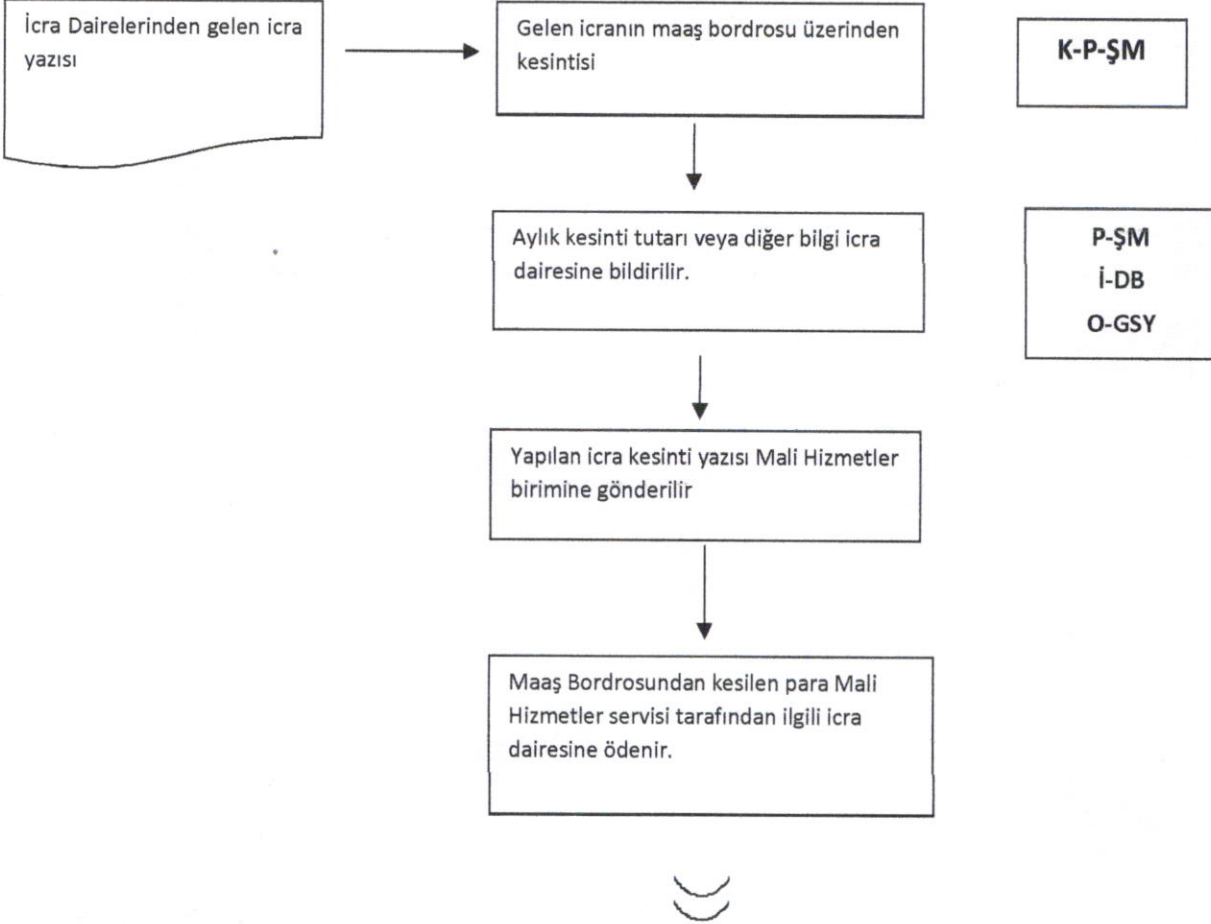 İcra Dairelerinden gelen icra
yazısı
Gelen icranın maaş bordrosu üzerinden
kesintisi
K-P-ŞM
Aylık kesinti tutarı veya diğer bilgi icra
dairesine bildirilir.
P-ŞM
İ-DB
O-GSY
Yapılan icra kesinti yazısı Mali Hizmetler
birimine gönderilir
Maaş Bordrosundan kesilen para Mali
Hizmetler servisi tarafından ilgili icra
dairesine ödenir.